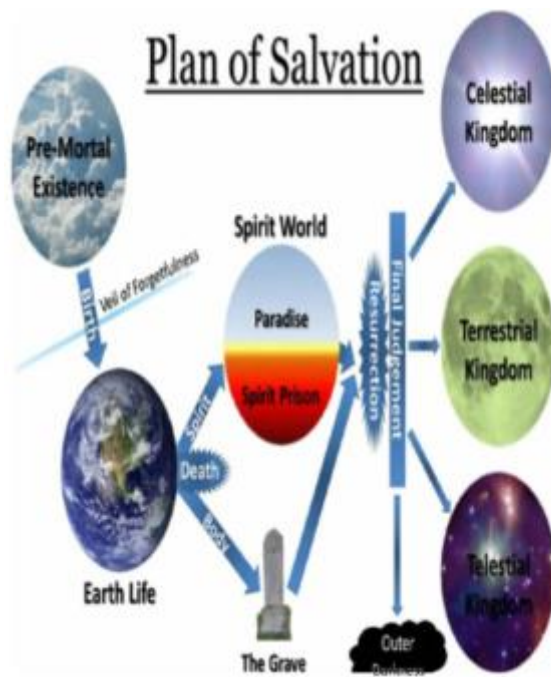 Plan of Salvation
Pre-Mortal
Existence
Birth
Veil of Forgetfulness
Earth Life
Spirit
Death
Body
Spirit World
Paradise
Spirit Prison
The Grave
Resurrection
Final Judgement
Celestial
Kingdom
Terrestrial
Kingdom
Telestial
Kingdom
Outer
Darkness